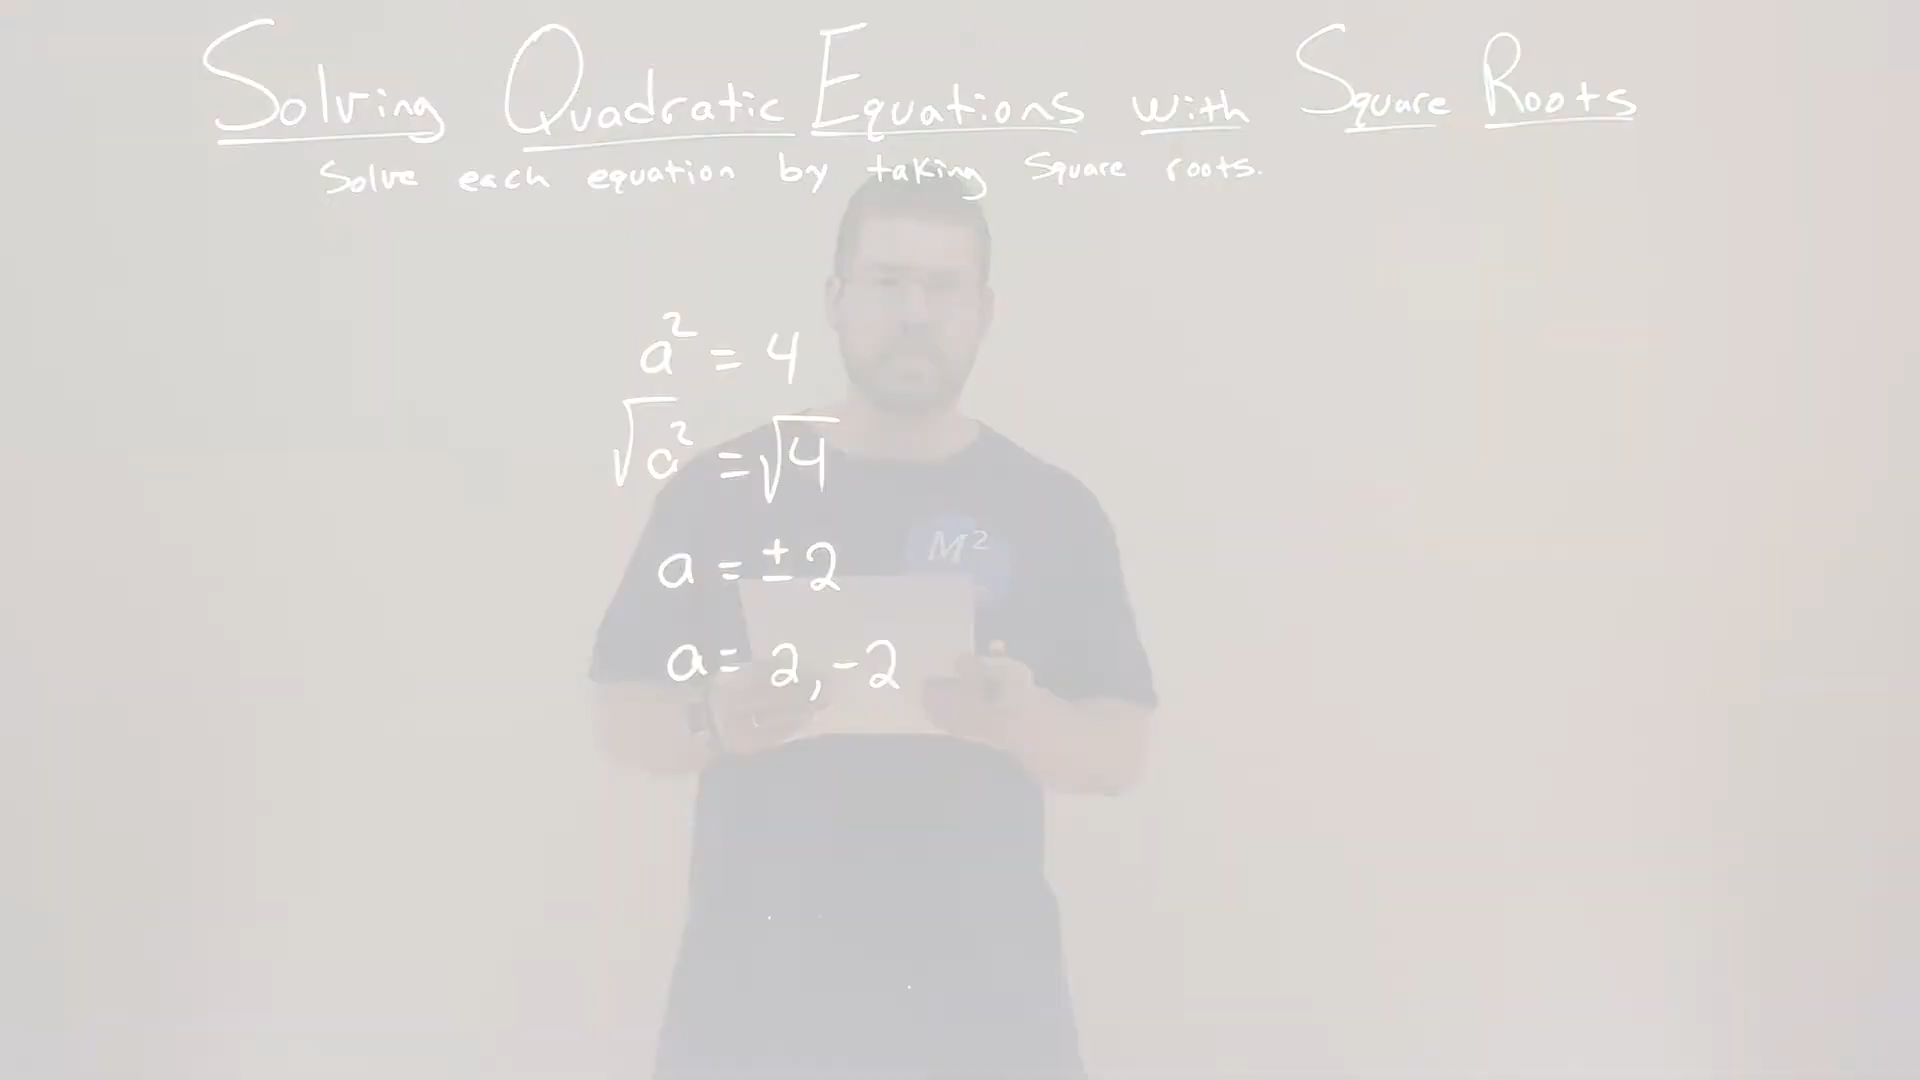 Solving Quadratic Equations with Square Roots
Solve each equation by taking square roots.
a² = 4
√a² = √4
M²
a = ± 2
a = 2, -2